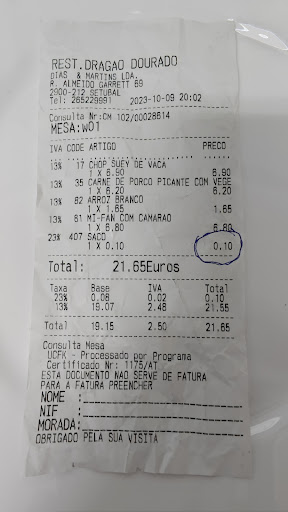 REST.DRAGAO DOURADO
DIAS & MARTINS LDA.
R. ALMEIDO GARRETT 69
2900-212 SETUBAL
Tel: 265229991 2023-10-09 20:02
Consulta Nr:CM 102/00028614
MESA:W01
IVA CODE ARTIGO PRECO
13% 17 CHOP SUEY DE VACA
1 X 6.90 6.90
13% 35 CARNE DE PORCO PICANTE COM VEGE
1 X 6.20 6.20
13% 62 ARROZ BRANCO
1 X 1.65 1.65
13% 61 MI-FAN COM CAMARAO
1 X 6.80 6.80
23% 407 SACO
1 X 0.10 0.10
Total: 21.65Euros
Taxa Base IVA Total
23% 0.08 0.02 0.10
13% 19.07 2.48 21.55
Total 19.15 2.50 21.65
Consulta Mesa
UCFK - Processado por Programa
Certificado Nr: 1175/AT
ESTA DOCUMENTO NAO SERVE DE FATURA
PARA A FATURA PREENCHER
NOME :
NIF :
MORADA:
OBRIGADO PELA SUA VISITA